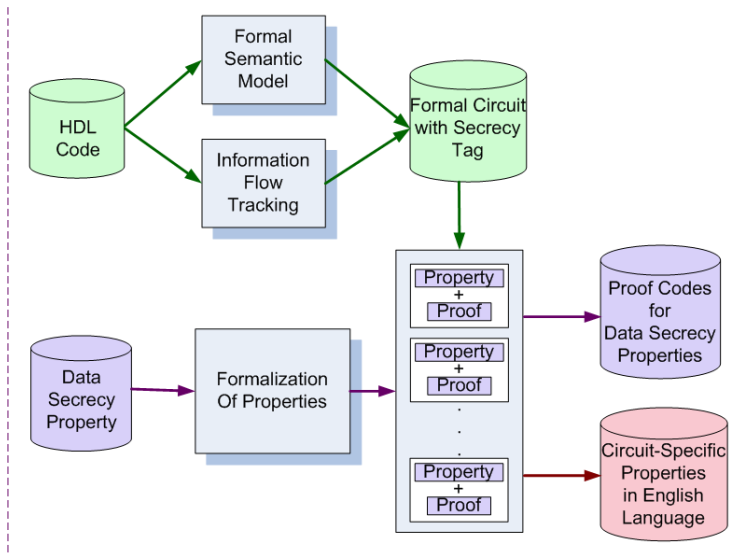 Formal
Semantic
Model
HDL
Code
Formal Circuit
with Secrecy
Tag
Information
Flow
Tracking
Property
+
Proof
Property
+
Proof
.
.
.
Property
+
Proof
Data
Secrecy
Property
Formalization
Of Properties
Proof Codes
for
Data Secrecy
Properties
Circuit-Specific
Properties
in English
Language